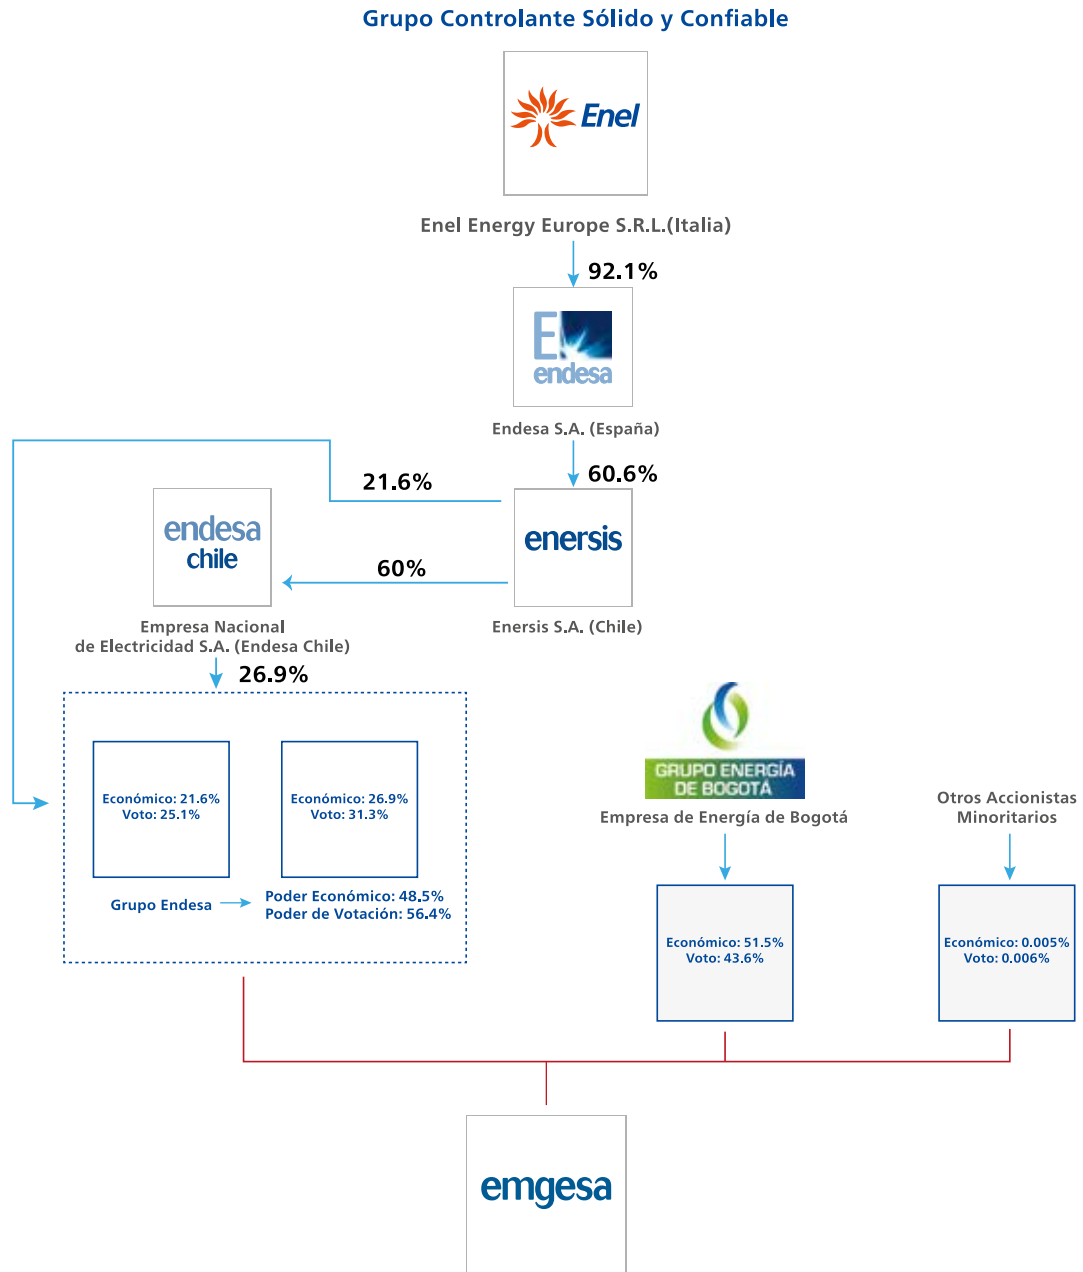 Grupo Controlante Sólido y Confiable
Enel
Enel Energy Europe S.R.L.(Italia)
92.1%
E
endesa
Endesa S.A. (España)
60.6%
21.6%
endesa
chile
enersis
60%
Empresa Nacional
de Electricidad S.A. (Endesa Chile)
Enersis S.A. (Chile)
26.9%
Económico: 21.6%
Voto: 25.1%
Económico: 26.9%
Voto: 31.3%
Grupo Endesa
Poder Económico: 48.5%
Poder de Votación: 56.4%
GRUPO ENERGÍA
DE BOGOTÁ
Empresa de Energía de Bogotá
Otros Accionistas
Minoritarios
Económico: 51.5%
Voto: 43.6%
Económico: 0.005%
Voto: 0.006%
emgesa